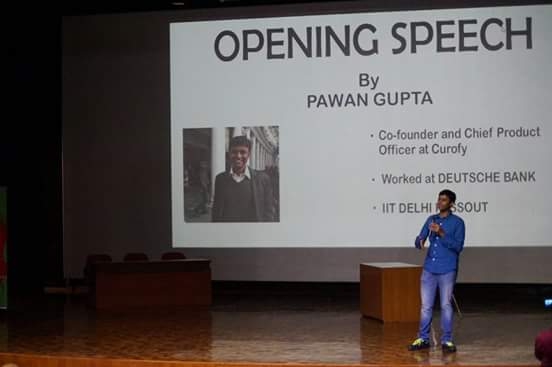 OPENING SPEECH
By
PAWAN GUPTA
• Co-founder and Chief Product
Officer at Curofy
• Worked at DEUTSCHE BANK
• IIT DELHI SSOUT